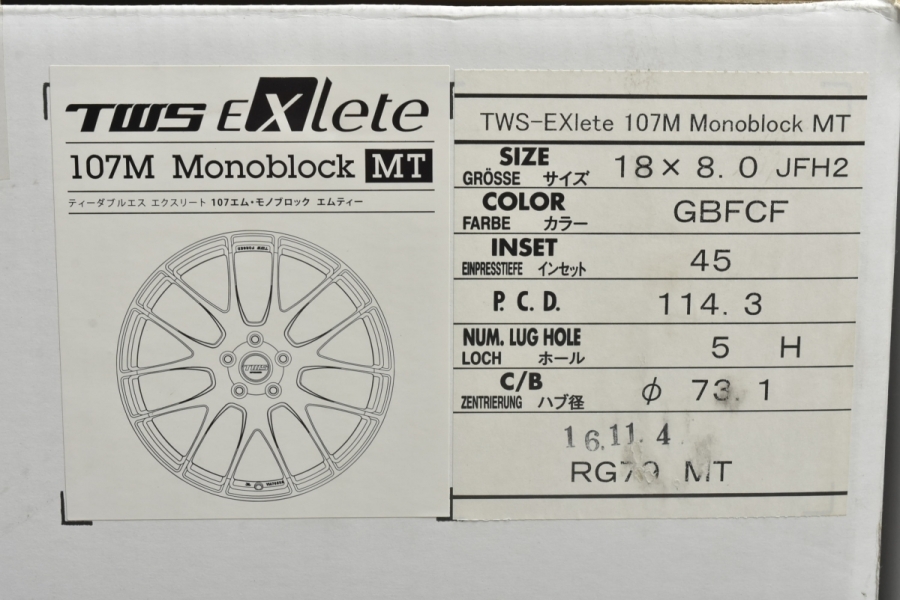 TWS EXlete
107M Monoblock MT
ティーダブルエス エクスリート 107エム・モノブロック エムティー
TWS
TWS-EXlete 107M Monoblock MT
SIZE
GRÖSSE サイズ 18× 8.0 JFH2
COLOR
FARBE カラー GBFCF
INSET
EINPRESSTIEFE インセット 45
P.C.D. 114.3
NUM. LUG HOLE
LOCH ホール 5 H
C/B
ZENTRIERUNG ハブ径 φ 73.1
16.11.4
RG79 MT